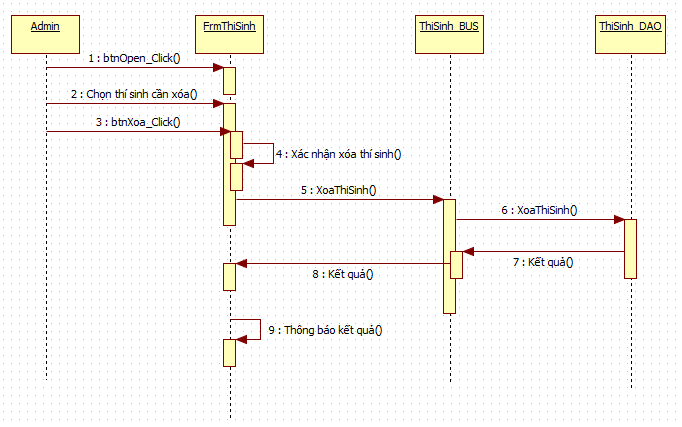 Admin
FrmThiSinh
ThiSinh_BUS
ThiSinh_DAO
1 : btnOpen_Click()
2 : Chọn thí sinh cần xóa()
3 : btnXoa_Click()
4 : Xác nhận xóa thí sinh()
5 : XoaThiSinh()
6 : XoaThiSinh()
7 : Kết quả()
8 : Kết quả()
9 : Thông báo kết quả()